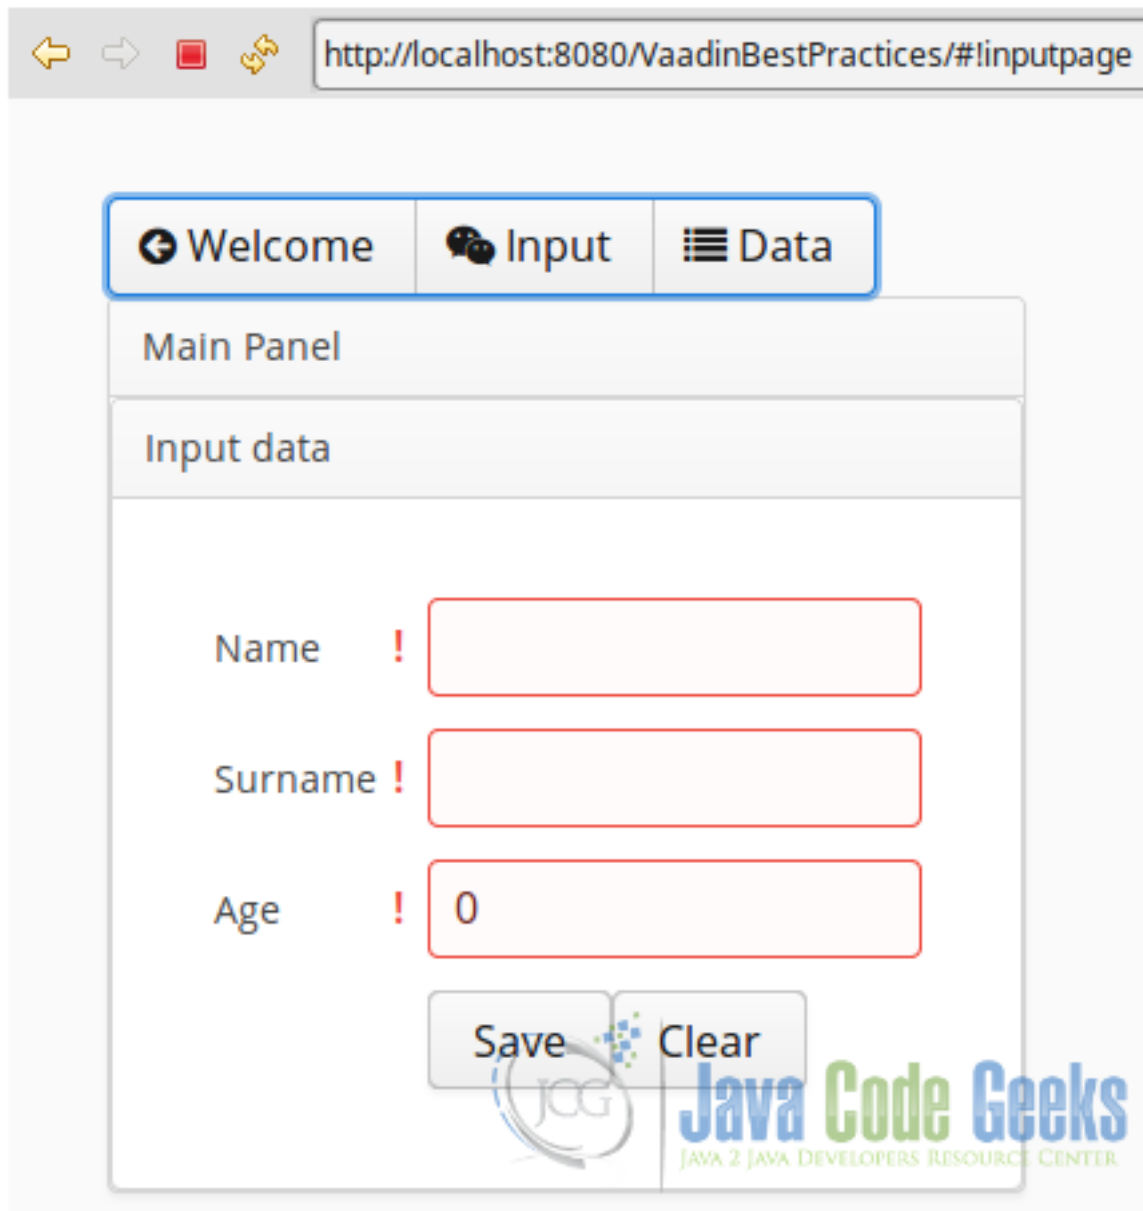 http://localhost:8080/VaadinBestPractices/#!inputpage
Welcome Input Data
Main Panel
Input data
Name !
Surname !
Age ! 0
Save Clear
JCG Java Code Geeks
JAVA 2 JAVA DEVELOPERS RESOURCE CENTER